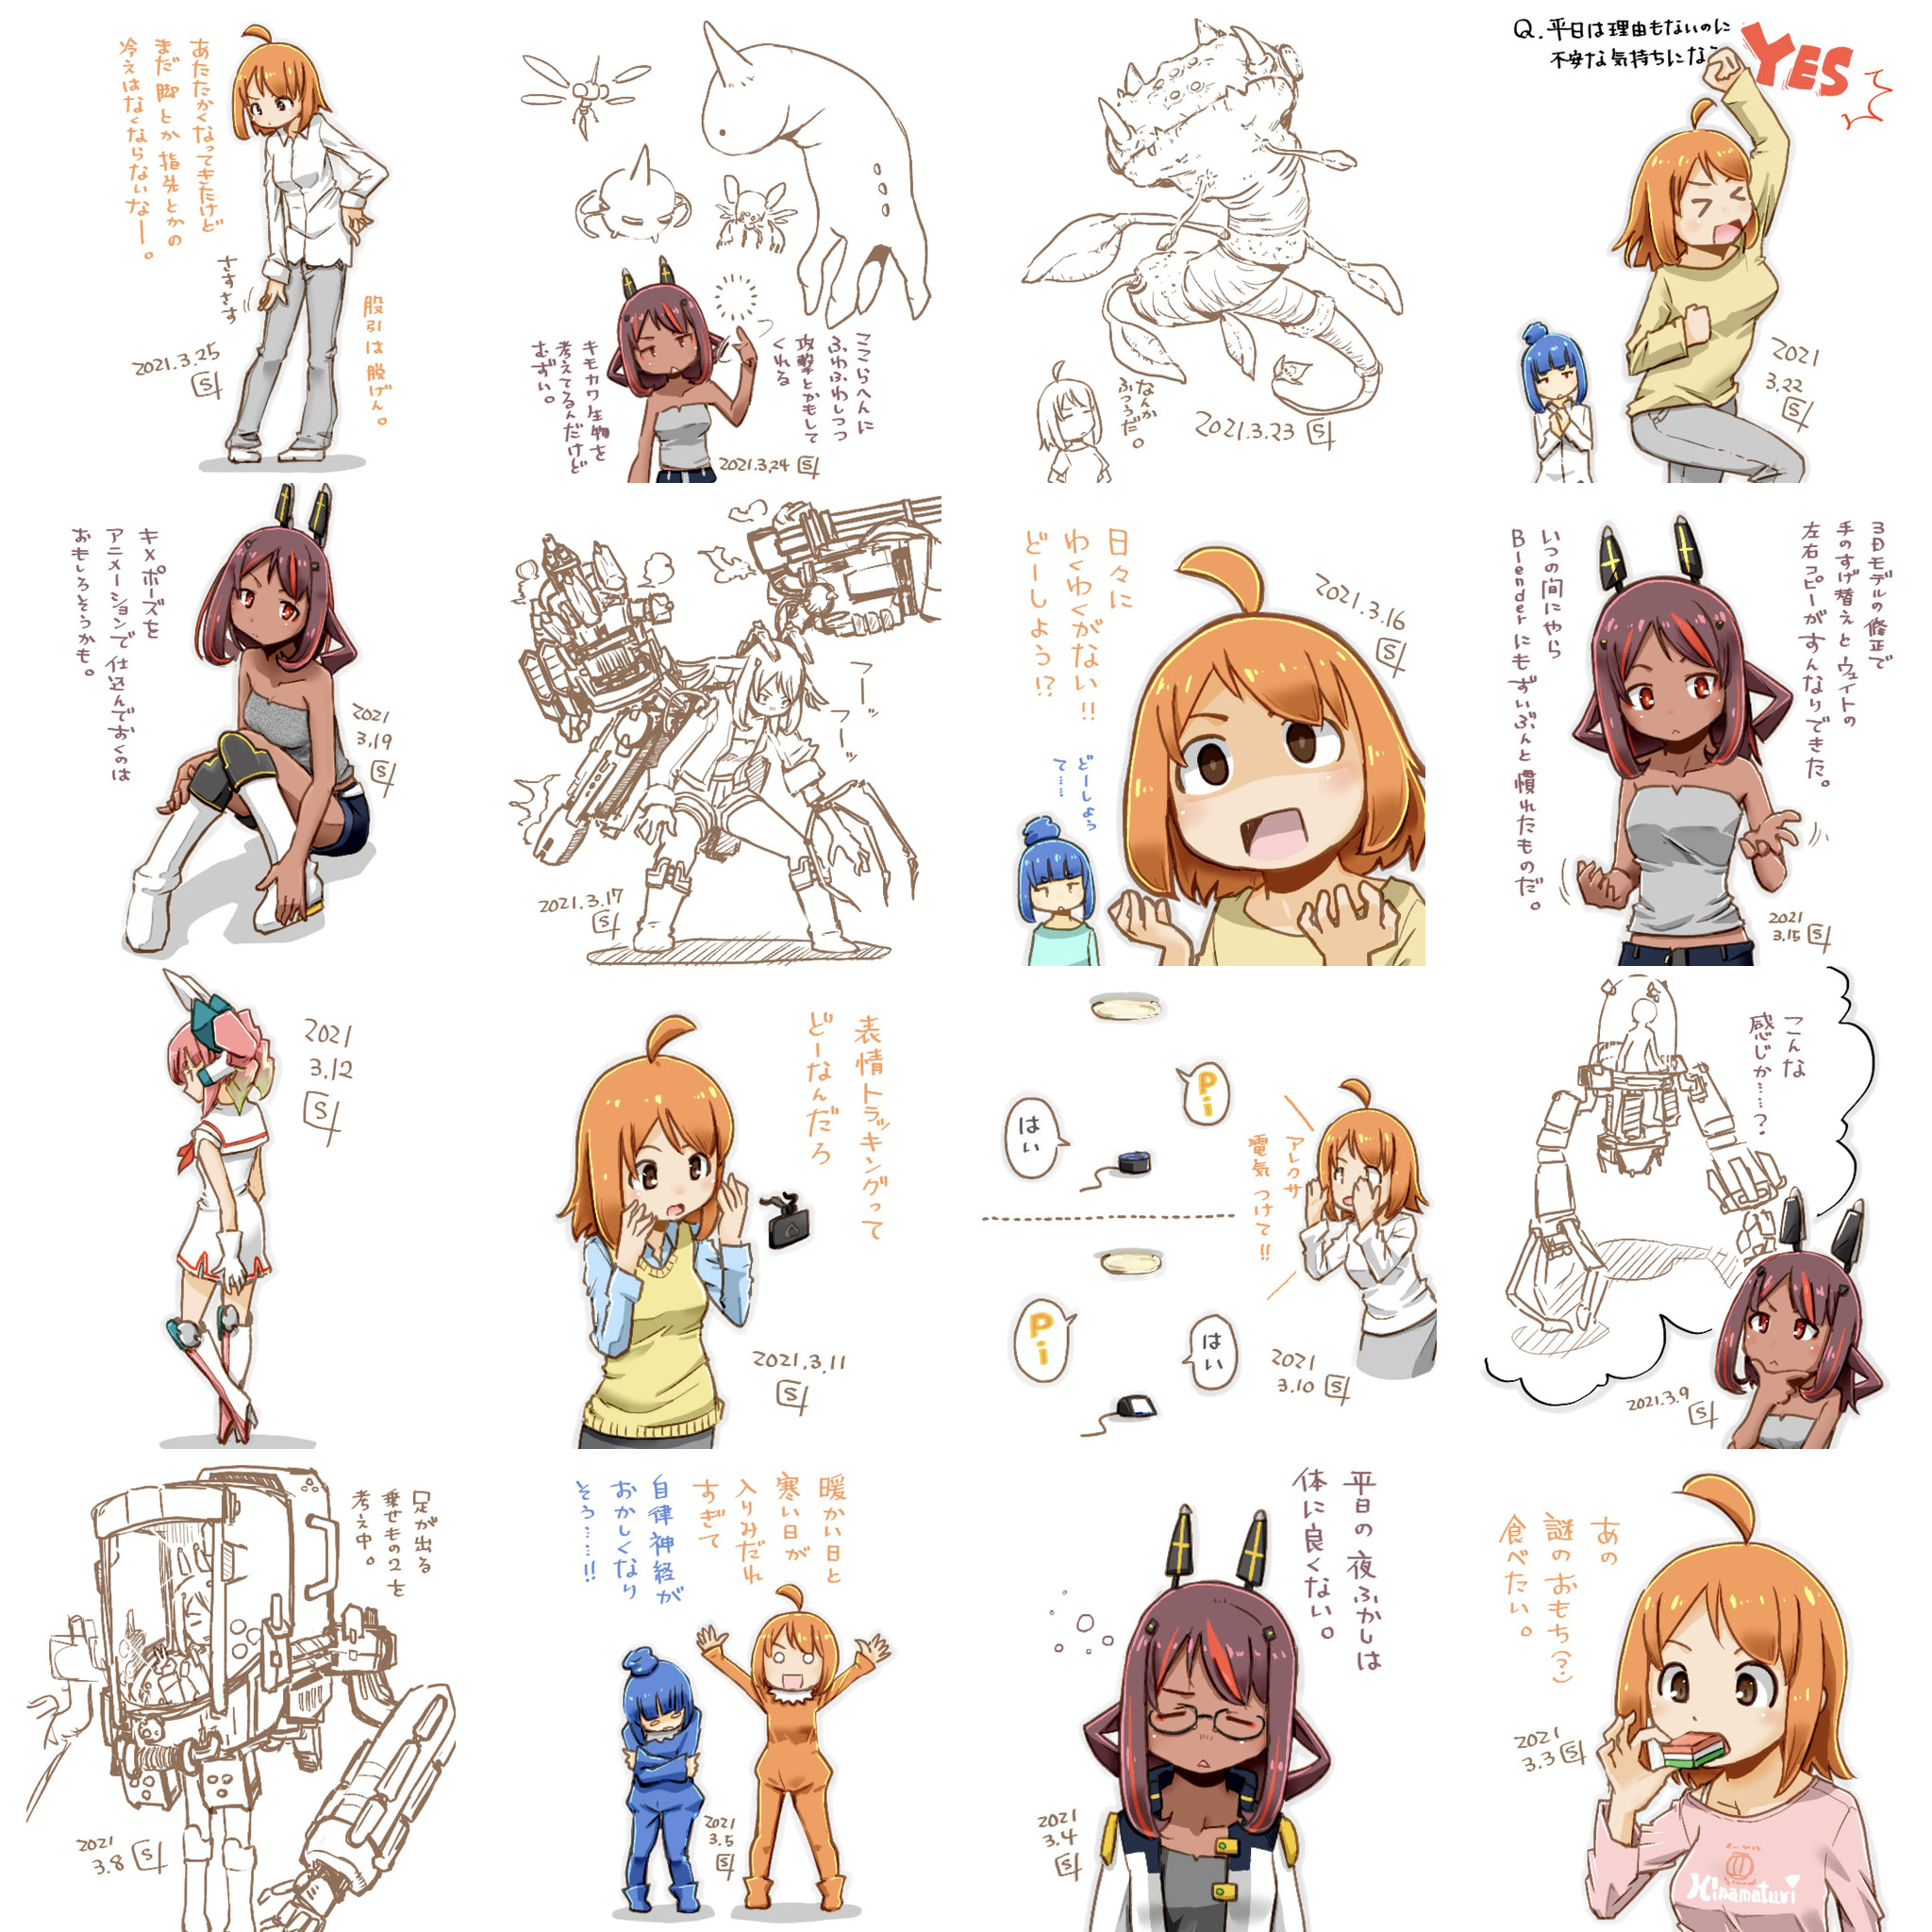 あたたかくなってきたけど
まだ脚とか指先とかの
冷えはなくならないなー。
さすさす
股引は脱げん。
2021.3.25
S
ここらへんに
ふわふわしつつ
攻撃とかもして
くれる
キモカワ生物を
考えてるんだけど
むずい。
2021.3.24 S
なんか
ふつうだ。
2021.3.23 S
Q.平日は理由もないのに
不安な気持ちにな
YES
2021
3.22
S
キメポーズを
アニメーションで仕込んでおくのは
おもしろそうかも。
2021
3.19
S
フーッ
フーッ
2021.3.17
S
日々に
わくわくがない!!
どーしよう!?
2021.3.16
S
どーしよう
て……
3Dモデルの修正で
手のすげ替えとウェイトの
左右コピーがすんなりできた。
いつの間にやら
Blenderにもずいぶんと慣れたものだ。
2021
3.15 S
2021
3.12
S
表情トラッキングって
どーなんだろ
2021.3.11
S
Pi
はい
アレクサ
電気つけて!!
Pi
はい
2021
3.10 S
こんな
感じか……?
2021.3.9
S
足が出る
乗せもの2を
考え中。
2021
3.8 S
暖かい日と
寒い日が
入りみだれ
すぎて
自律神経が
おかしくなり
そう……!!
2021
3.5
S
平日の夜ふかしは
体に良くない。
2021
3.4
S
あの
謎のおもち(?)
食べたい。
2021
3.3 S
Hinamaturi